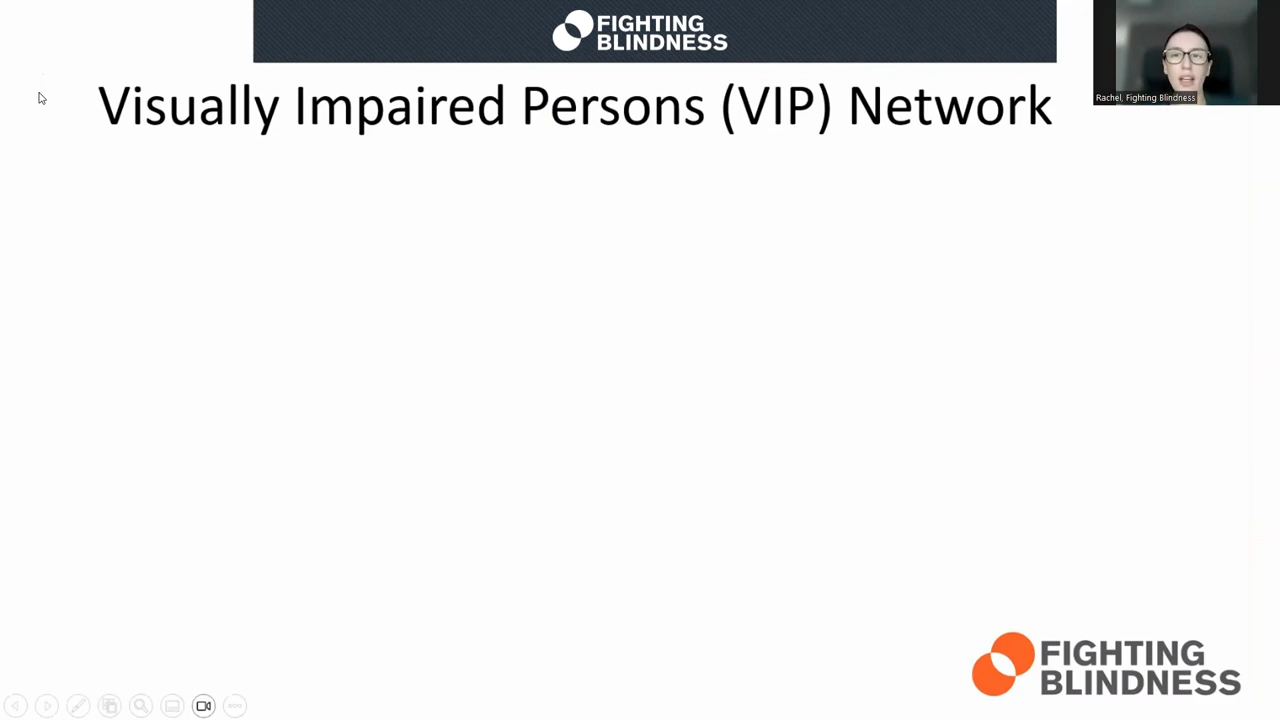 FIGHTING
BLINDNESS
Rachel, Fighting Blindness
Visually Impaired Persons (VIP) Network
FIGHTING
BLINDNESS